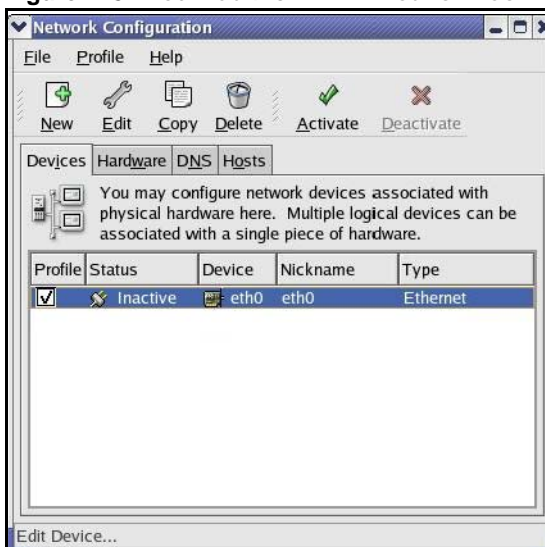 Network Configuration
File Profile Help
New Edit Copy Delete Activate Deactivate
Devices Hardware DNS Hosts
You may configure network devices associated with
physical hardware here. Multiple logical devices can be
associated with a single piece of hardware.
Profile Status Device Nickname Type
Inactive eth0 eth0 Ethernet
Edit Device...